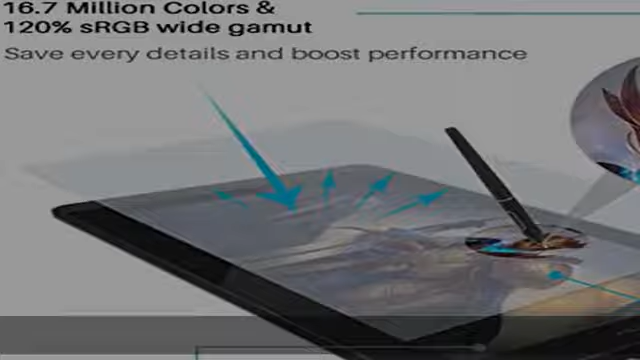 16.7 Million Colors &
120% sRGB wide gamut
Save every details and boost performance